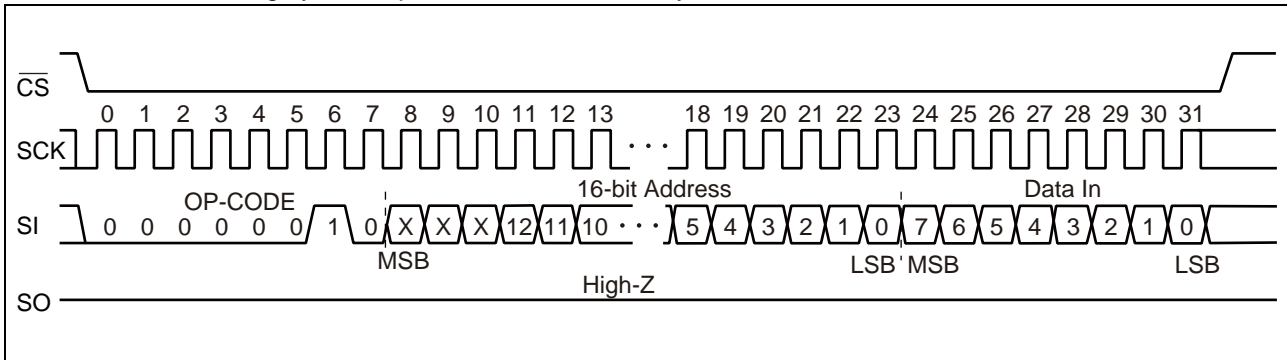 CS
0 1 2 3 4 5 6 7 8 9 10 11 12 13 18 19 20 21 22 23 24 25 26 27 28 29 30 31
SCK ...
OP-CODE 16-bit Address Data In
SI 0 0 0 0 0 0 1 0 X X X 12 11 10 ... 5 4 3 2 1 0 7 6 5 4 3 2 1 0
MSB LSB MSB LSB
High-Z
SO